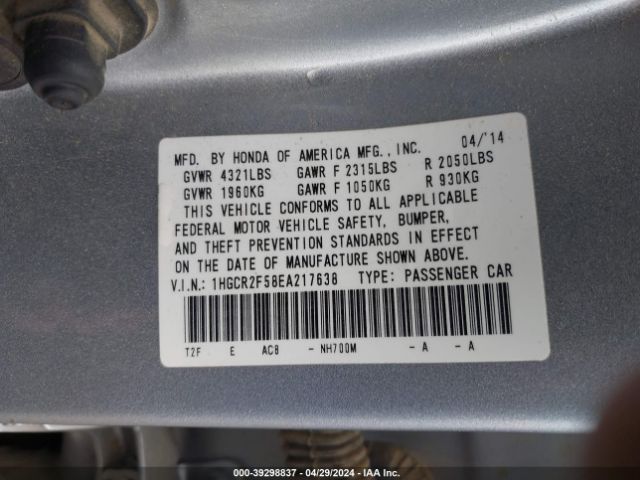 MFD. BY HONDA OF AMERICA MFG., INC. 04/'14
GVWR 4321LBS GAWR F 2315LBS R 2050LBS
GVWR 1960KG GAWR F 1050KG R 930KG
THIS VEHICLE CONFORMS TO ALL APPLICABLE
FEDERAL MOTOR VEHICLE SAFETY, BUMPER,
AND THEFT PREVENTION STANDARDS IN EFFECT
ON THE DATE OF MANUFACTURE SHOWN ABOVE.
V.I.N.: 1HGCR2F58EA217638 TYPE: PASSENGER CAR
T2F E AC8 - NH700M - A - A
000-39298837 - 04/29/2024 - IAA Inc.